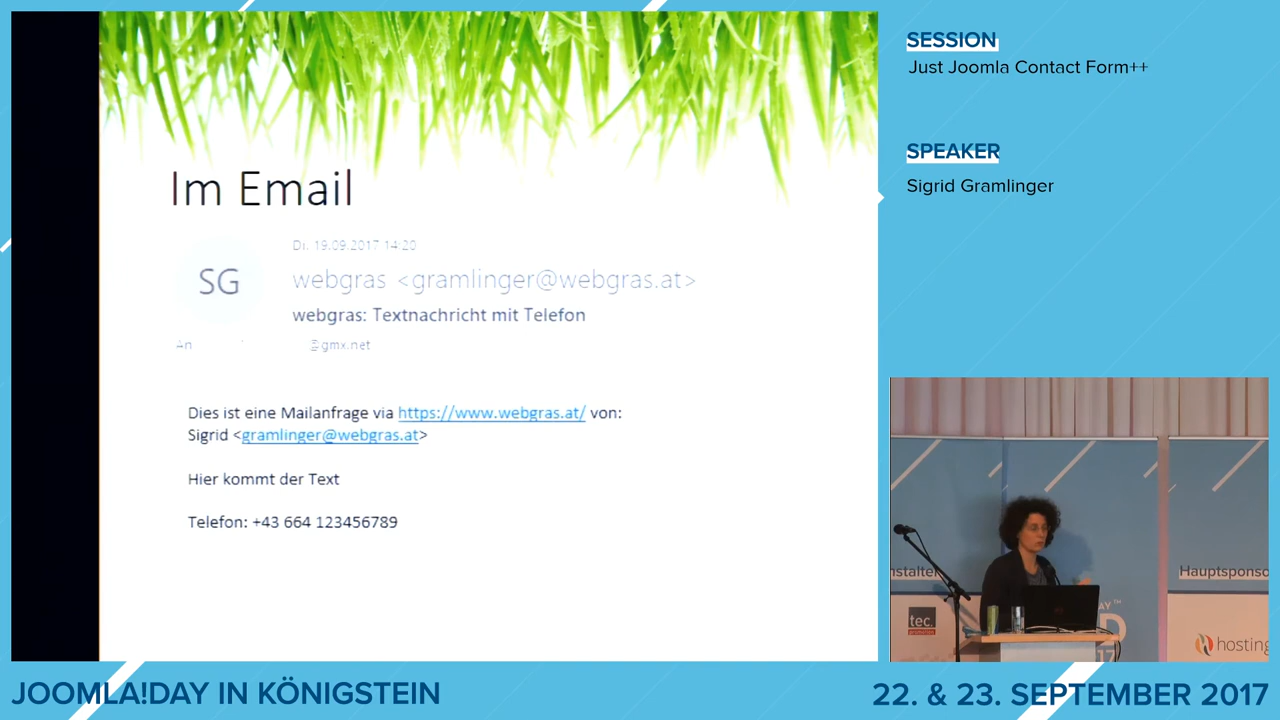 SESSION
Just Joomla Contact Form++
SPEAKER
Sigrid Gramlinger
Im Email
SG
Di. 19.09.2017 14:20
webgras <gramlinger@webgras.at>
webgras: Textnachricht mit Telefon
An
@gmx.net
Dies ist eine Mailanfrage via https://www.webgras.at/ von:
Sigrid <gramlinger@webgras.at>
Hier kommt der Text
Telefon: +43 664 123456789
nstalter
Hauptsponso
tec.
hosting
JOOMLA!DAY IN KÖNIGSTEIN
22. & 23. SEPTEMBER 2017